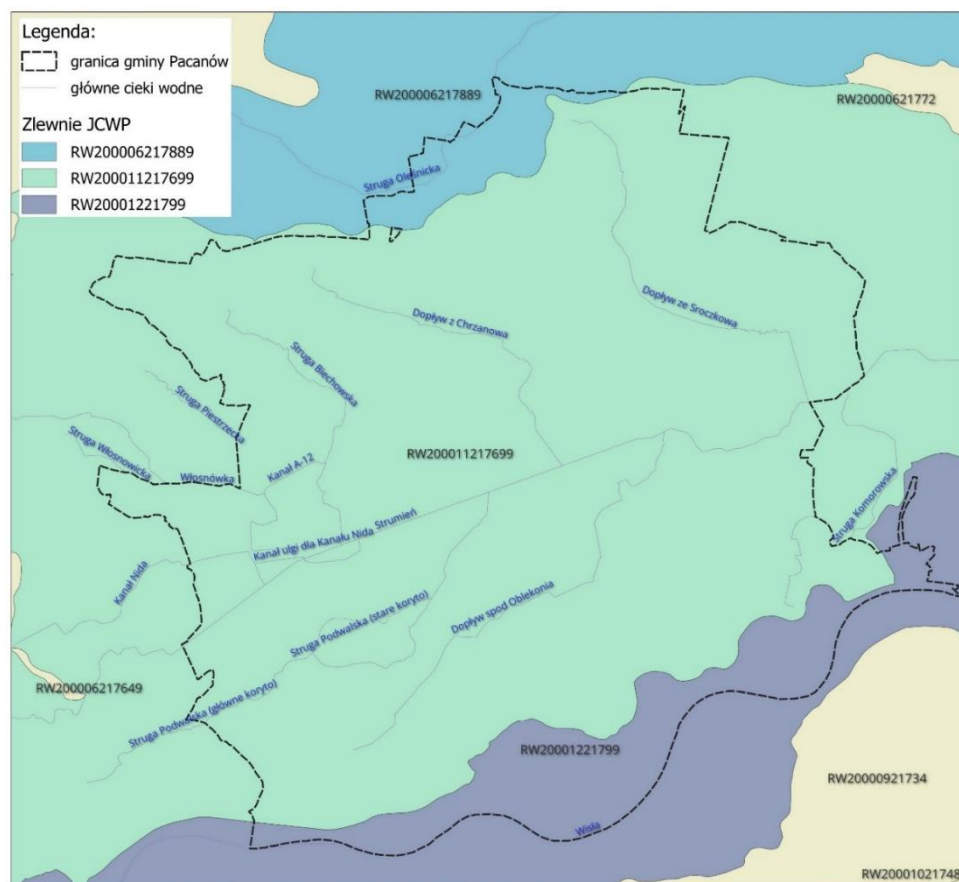 Legenda:
granica gminy Pacanów
główne cieki wodne
Zlewnie JCWP
RW200006217889
RW200011217699
RW20001221799
RW200006217889
RW20000621772
Struga Oleśnicka
Dopływ ze Sroczkowa
Dopływ z Chrzanowa
Struga Biechowska
Struga Piestrzecka
Struga Włosnowicka
Włosnówka
Kanał A-12
RW200011217699
Struga Komorowska
Kanał ulgi dla Kanału Nida
Strumień
Kanał Nida
Struga Podwalska (stare koryto)
Dopływ spod Oblekonia
RW200006217649
Struga Podwalska (główne koryto)
RW20001221799
RW20000921734
Wisła
RW20001021748